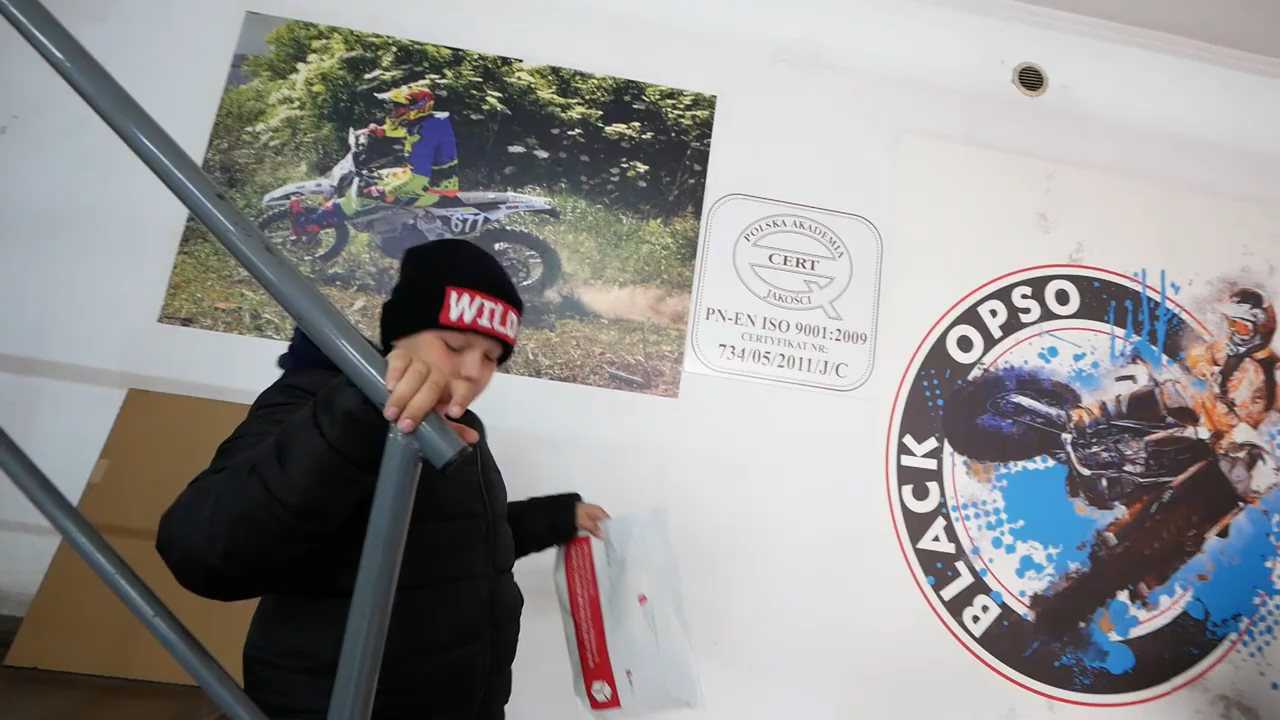 677
WILD
POLSKA AKADEMIA
CERT
JAKOŚCI
PN-EN ISO 9001:2009
CERTYFIKAT NR:
734/05/2011/J/C
BLACK OPSO